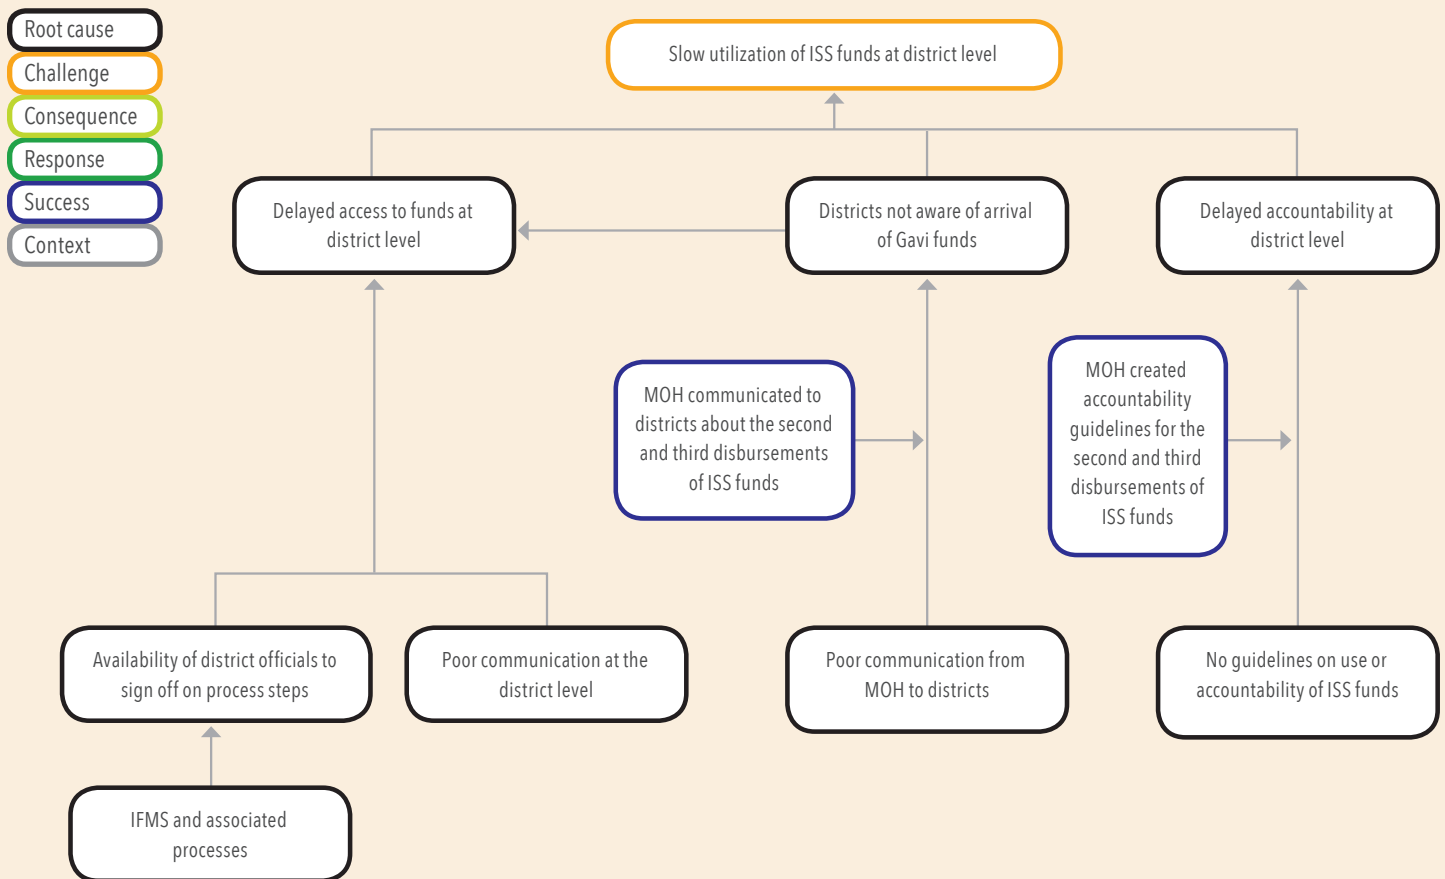 Root cause
Challenge
Consequence
Response
Success
Context
Slow utilization of ISS funds at district level
Delayed access to funds at
district level
Districts not aware of arrival
of Gavi funds
Delayed accountability at
district level
MOH communicated to
districts about the second
and third disbursements
of ISS funds
MOH created
accountability
guidelines for the
second and third
disbursements of
ISS funds
Availability of district officials to
sign off on process steps
Poor communication at the
district level
Poor communication from
MOH to districts
No guidelines on use or
accountability of ISS funds
IFMS and associated
processes